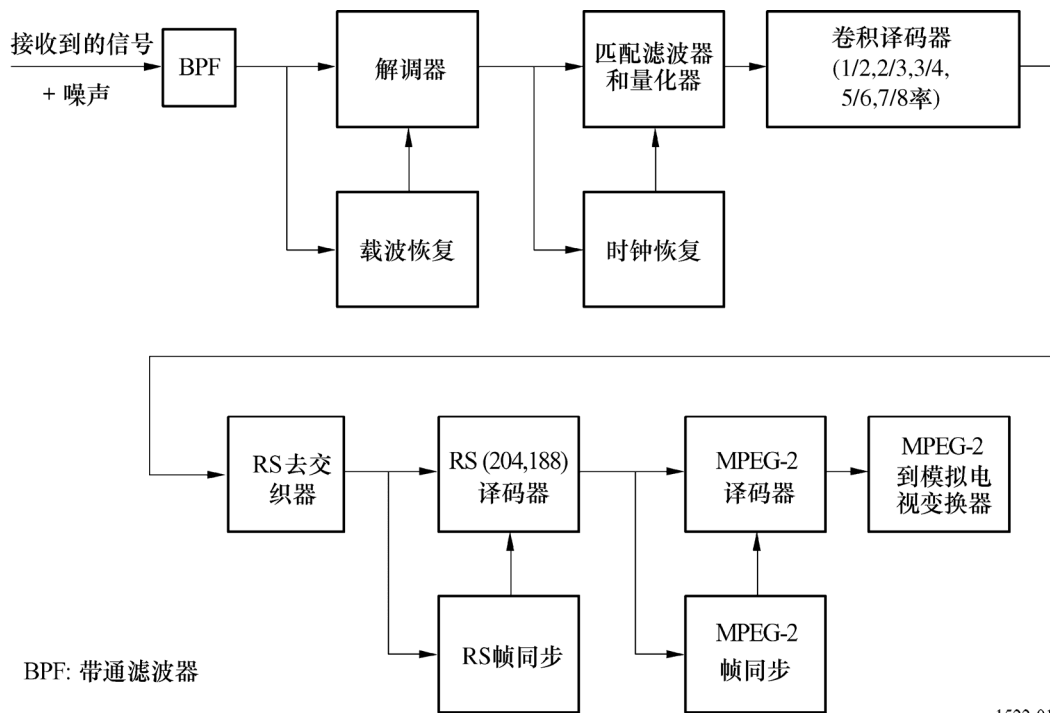 接收到的信号
+ 噪声
BPF
解调器
匹配滤波器
和量化器
卷积译码器
(1/2,2/3,3/4,
5/6,7/8率)
载波恢复
时钟恢复
RS去交
织器
RS (204,188)
译码器
MPEG-2
译码器
MPEG-2
到模拟电
视变换器
RS帧同步
MPEG-2
帧同步
BPF: 带通滤波器